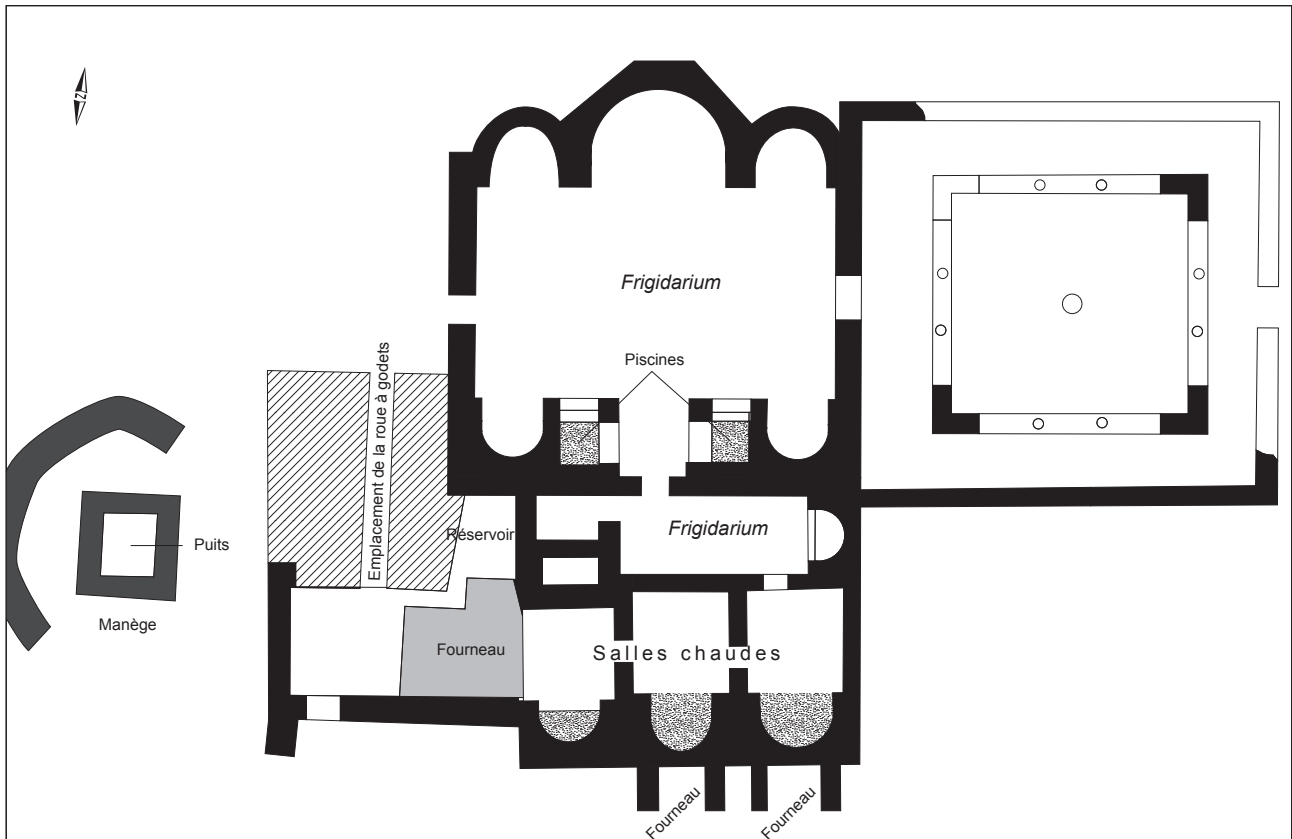 N
Frigidarium
Piscines
Emplacement de la roue à godets
Réservoir
Frigidarium
Puits
Manège
Fourneau
Salles chaudes
Fourneau
Fourneau